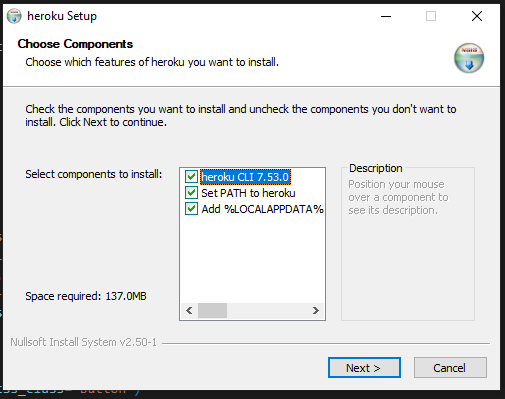 heroku Setup
Choose Components
Choose which features of heroku you want to install.
Check the components you want to install and uncheck the components you don't want to
install. Click Next to continue.
Select components to install:
heroku CLI 7.53.0
Set PATH to heroku
Add %LOCALAPPDATA%
Description
Position your mouse
over a component to
see its description.
Space required: 137.0MB
Nullsoft Install System v2.50-1
Next >
Cancel